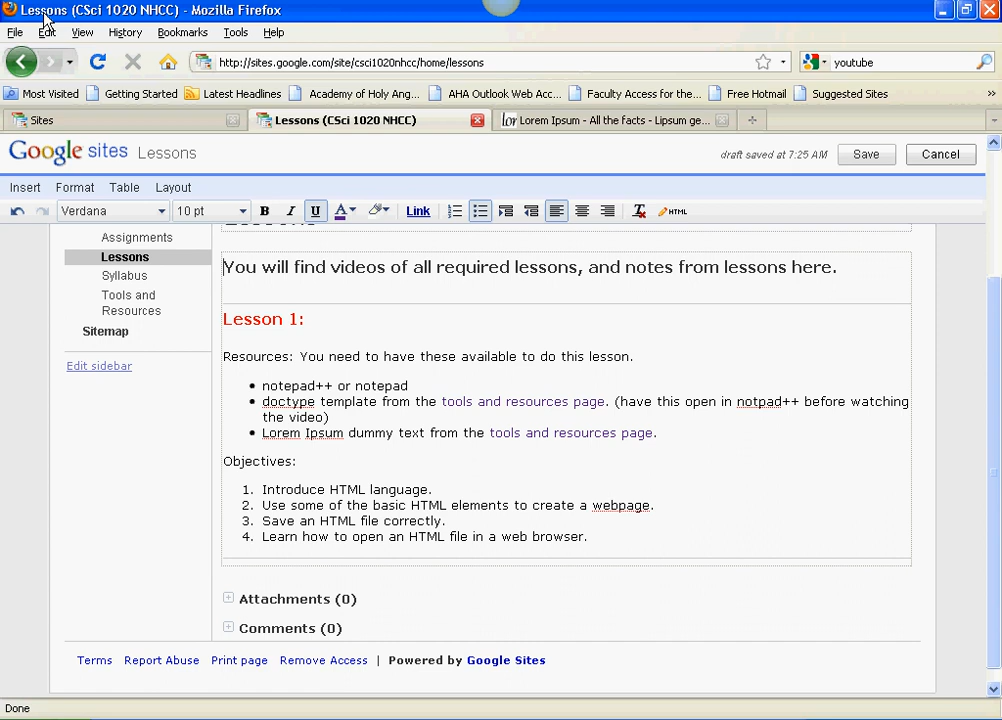 Lessons (CSci 1020 NHCC) - Mozilla Firefox
File Edit View History Bookmarks Tools Help
http://sites.google.com/site/csci1020nhcc/home/lessons youtube
Most Visited Getting Started Latest Headlines Academy of Holy Ang... AHA Outlook Web Acc... Faculty Access for the... Free Hotmail Suggested Sites »
Sites Lessons (CSci 1020 NHCC) lor Lorem Ipsum - All the facts - Lipsum ge...
Google sites Lessons draft saved at 7:25 AM Save Cancel
Insert Format Table Layout
Verdana 10 pt B I U A Link T HTML
Lessons
Assignments
Lessons
Syllabus
Tools and
Resources
Sitemap
Edit sidebar
You will find videos of all required lessons, and notes from lessons here.
Lesson 1:
Resources: You need to have these available to do this lesson.
• notepad++ or notepad
• doctype template from the tools and resources page. (have this open in notpad++ before watching
the video)
• Lorem Ipsum dummy text from the tools and resources page.
Objectives:
1. Introduce HTML language.
2. Use some of the basic HTML elements to create a webpage.
3. Save an HTML file correctly.
4. Learn how to open an HTML file in a web browser.
Attachments (0)
Comments (0)
Terms Report Abuse Print page Remove Access | Powered by Google Sites
Done